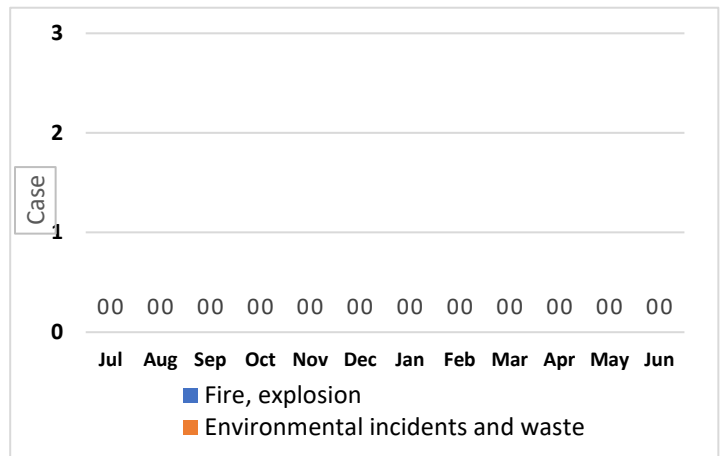 3
2
Case
1
00 00 00 00 00 00 00 00 00 00 00 00
0
Jul Aug Sep Oct Nov Dec Jan Feb Mar Apr May Jun
Fire, explosion
Environmental incidents and waste